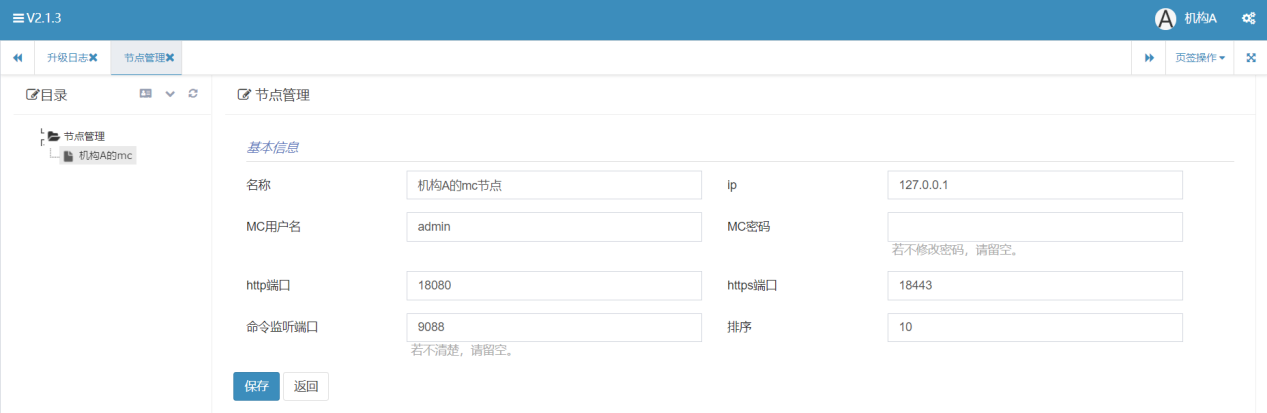 V2.1.3 机构A
升级日志 节点管理 页签操作
目录 节点管理
节点管理
机构A的mc
基本信息
名称 机构A的mc节点 ip 127.0.0.1
MC用户名 admin MC密码
若不修改密码，请留空。
http端口 18080 https端口 18443
命令监听端口 9088 排序 10
若不清楚，请留空。
保存 返回